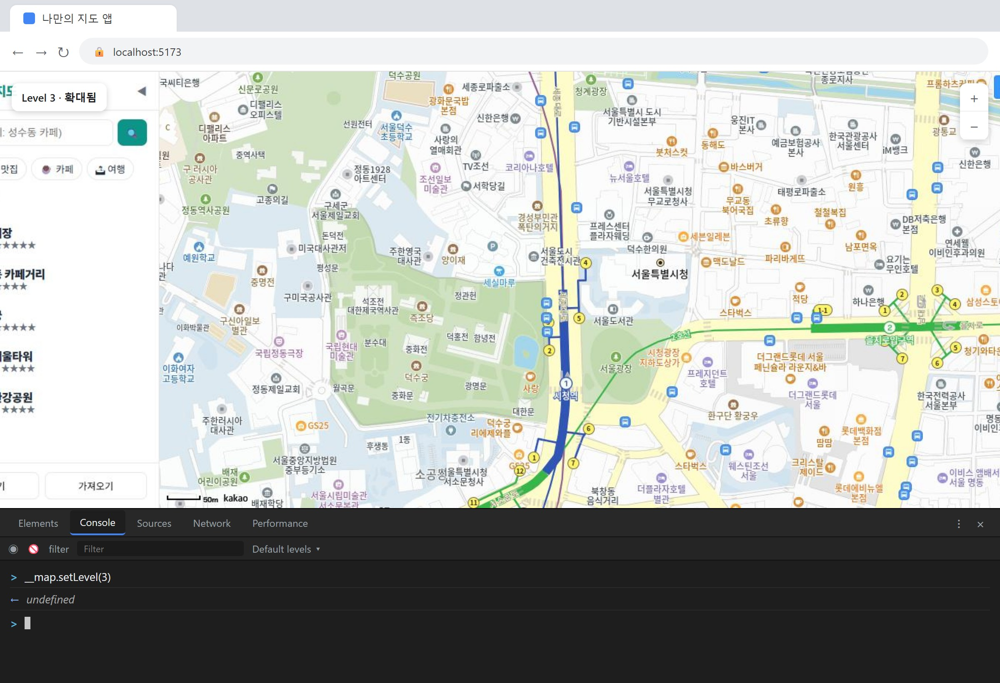 나만의 지도 앱
← → ↻ localhost:5173
Level 3 · 확대됨
◀
: 성수동 카페)
맛집
카페
여행
★★★★
카페거리
★★★★
★★★★★
울타워
★★★★
강공원
★★★★
가져오기
국씨티은행
신문로공원
디팰리스
오피스텔
디팰리스
아파트
중역사택
구 러시아
공사관
고종의길
정동역사공원
덕수공원
광화문국밥
본점
세종로파출소
신한은행
선원전터
서울덕수
초등학교
사랑의
열매회관
TV조선
코리아나호텔
정동1928
아트센터
조선일보
미술관
서학당길
구세군
서울제일교회
경성부민관
폭탄의거지
세종대로
청계광장
서울특별시 도시
기반시설본부
웅진IT
본사
종로지사
예금보험공사
본사
한국관광공사
서울센터
iM뱅크
광통교
신한은행
붓처스컷
동해도
바스버거
뉴서울호텔
서울특별시청
무교로청사
태평로파출소
원흥
무교동
북어국집
초류향
철철복집
DB저축은행
본점
프레스센터
플라자웨딩
세븐일레븐
덕수한의원
남포면옥
연세웰
이비인후과의원
파리바게뜨
맥도날드
요기는
무인호텔
서울특별시청
돈덕전
미국대사관저
주한영국
대사관
양이재
P
서울도시
건축전시관
4
예원학교
평성문
중명전
세실마루
구미국공사관
석조전
대한제국역사관
정관헌
즉조당
세종대로
5
서울도서관
적당
스타벅스
하나은행
1-1
1
2
3
4
삼성스토
남대문로
이화박물관
구신아일보
별관
국립정동극장
국립현대
미술관
분수대
덕홍전
함녕전
중화전
2
2호선
2
을지로입구역
을지로
서울광장
시청광장
지하도상가
프레지던트
호텔
더그랜드롯데 서울
페닌슐라 라운지&바
7
5
6
청기와타운
이화여자
고등학교
덕수궁
정동제일교회
월곡문
중화문
광명문
사랑
1
시청역
더그랜드롯데
서울
한국전력공사
서울본부
대한문
환구단 황궁우
명동
이비인
주한러시아
대사관
GS25
전기차충전소
덕수궁
리에제와플
6
땀땀
롯데백화점
본점
후생동
1동
서울중앙지방법원
중부등기소
GS25
1
7
12
스타벅스
웨스틴조선
서울
크리스탈
제이드
배재
어린이공원
소공동
서울특별시청
서소문청사
이비스 앰배서
서울 명동
서울시립미술관
서소문본관
배재학당
북창동
음식거리
더플라자호텔
별관
롯데에비뉴엘
본점
11
서소문로
50m kakao
+
−
Elements Console Sources Network Performance ⋮ ×
filter Filter Default levels ▼
> __map.setLevel(3)
← undefined
>